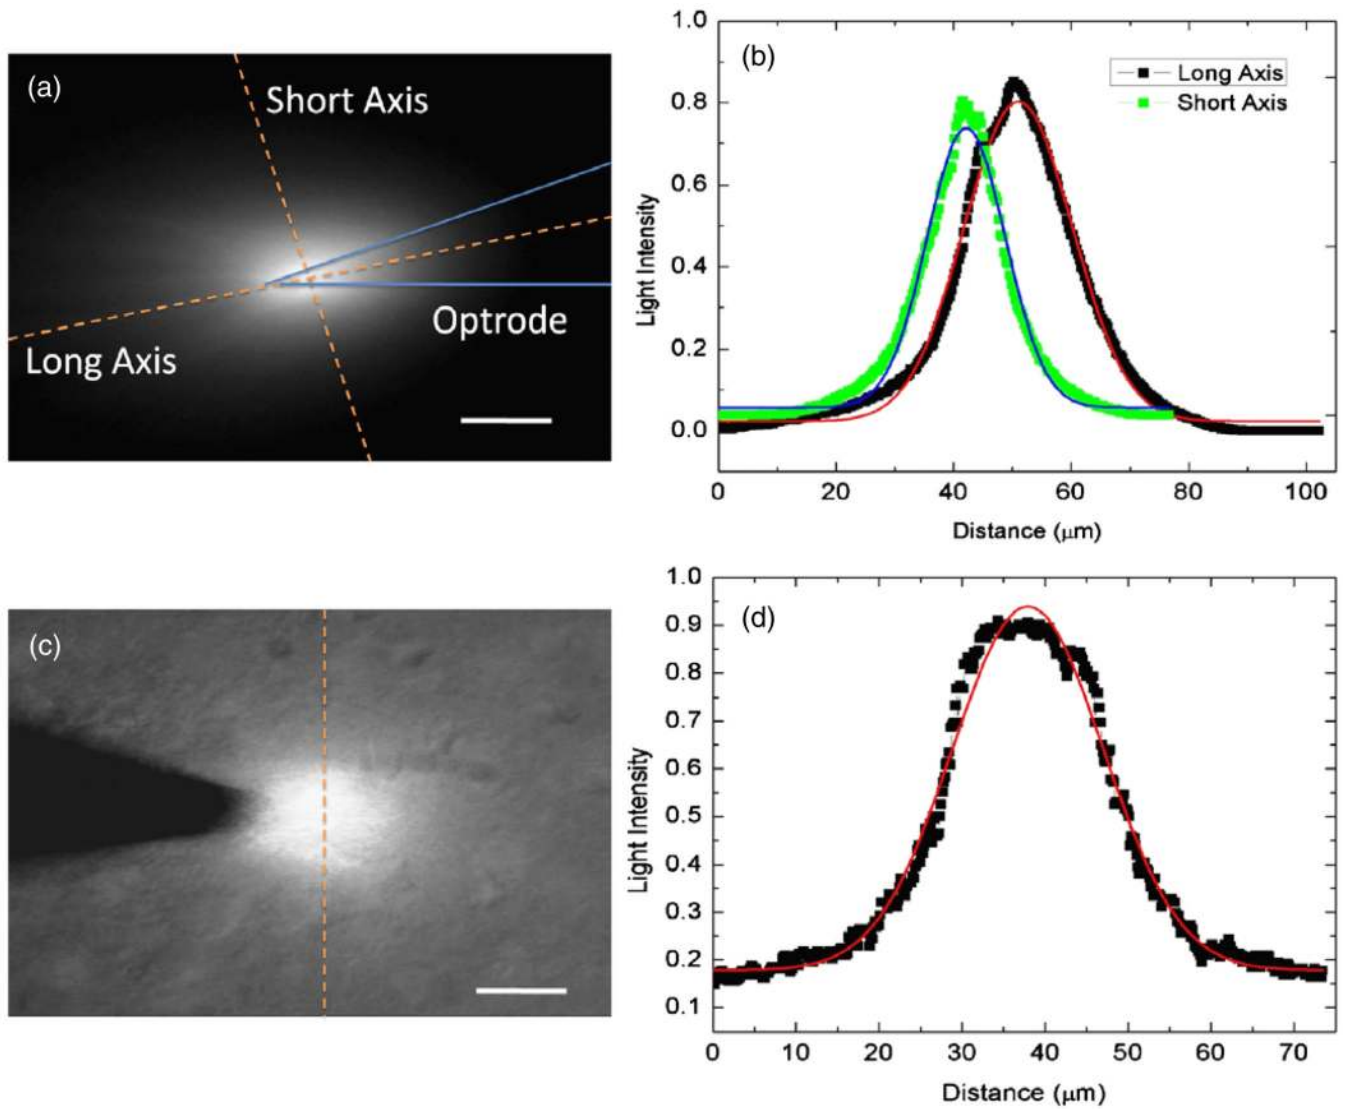 (a)
Short Axis
Optrode
Long Axis
(b)
Long Axis
Short Axis
1.0
0.8
0.6
0.4
0.2
0.0
Light Intensity
0 20 40 60 80 100
Distance (μm)
(c)
(d)
1.0
0.9
0.8
0.7
0.6
0.5
0.4
0.3
0.2
0.1
Light Intensity
0 10 20 30 40 50 60 70
Distance (μm)